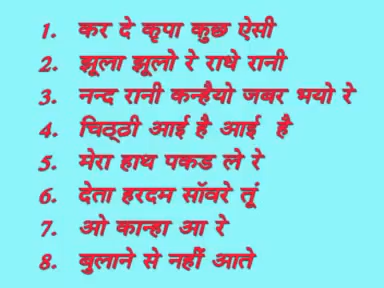 1. कर दे कृपा कुछ ऐसी
2. झूला झूलो रे राधे रानी
3. नन्द रानी कन्हैयो जबर भयो रे
4. चिठ्ठी आई है आई है
5. मेरा हाथ पकड ले रे
6. देता हरदम सॉवरे तूं
7. ओ कान्हा आ रे
8. बुलाने से नहीं आते